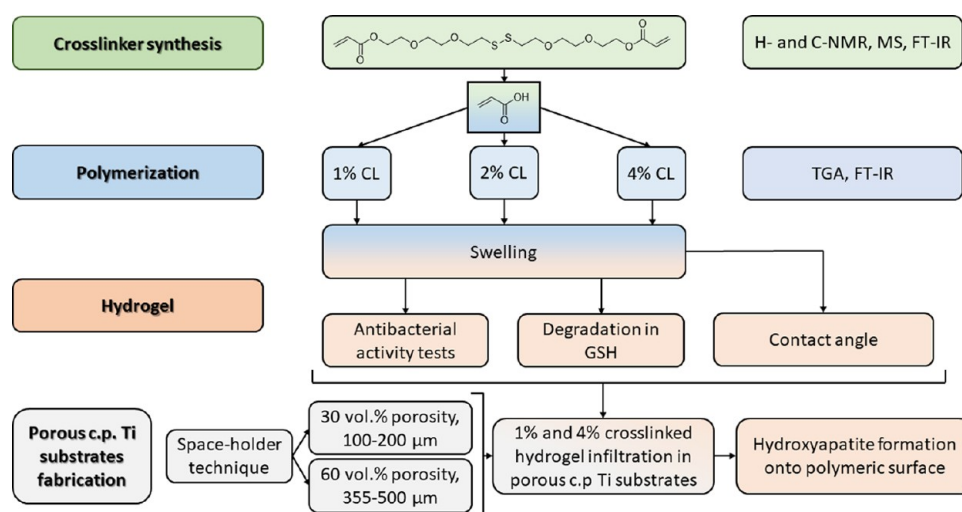 Crosslinker synthesis
O
O
O
O
S
S
O
O
O
O
H- and C-NMR, MS, FT-IR
OH
O
Polymerization
1% CL
2% CL
4% CL
TGA, FT-IR
Swelling
Hydrogel
Antibacterial
activity tests
Degradation in
GSH
Contact angle
Porous c.p. Ti
substrates
fabrication
Space-holder
technique
30 vol.% porosity,
100-200 μm
60 vol.% porosity,
355-500 μm
1% and 4% crosslinked
hydrogel infiltration in
porous c.p Ti substrates
Hydroxyapatite formation
onto polymeric surface